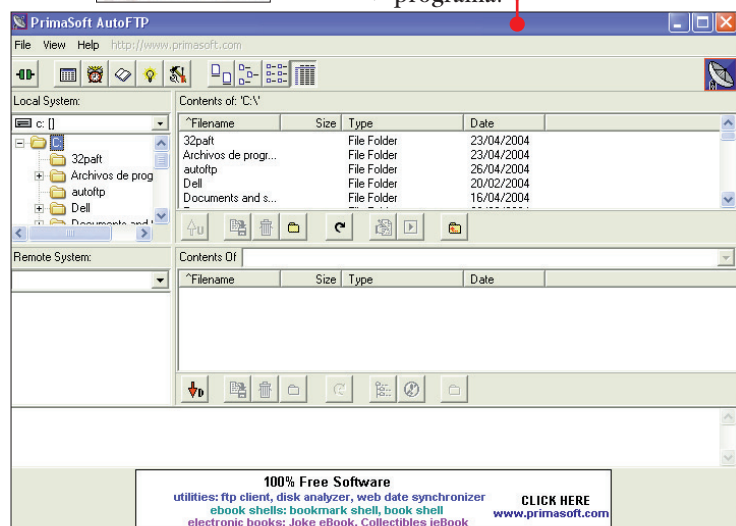 programa.
PrimaSoft AutoFTP
File View Help http://www.primasoft.com
Local System: Contents of: 'C:\'
c: []
^Filename Size Type Date
C
32paft
Archivos de prog
autoftp
Dell
32paft File Folder 23/04/2004
Archivos de progr... File Folder 23/04/2004
autoftp File Folder 26/04/2004
Dell File Folder 20/02/2004
Documents and s... File Folder 16/04/2004
Remote System: Contents Of
^Filename Size Type Date
100% Free Software
utilities: ftp client, disk analyzer, web date synchronizer
ebook shells: bookmark shell, book shell
electronic books: Joke eBook, Collectibles ieBook
CLICK HERE
www.primasoft.com